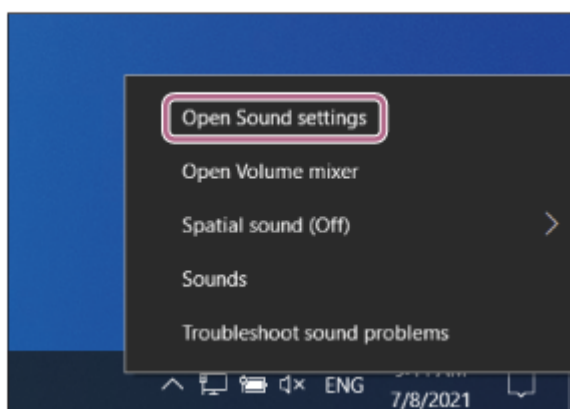 Open Sound settings
Open Volume mixer
Spatial sound (Off)
Sounds
Troubleshoot sound problems
ENG
7/8/2021